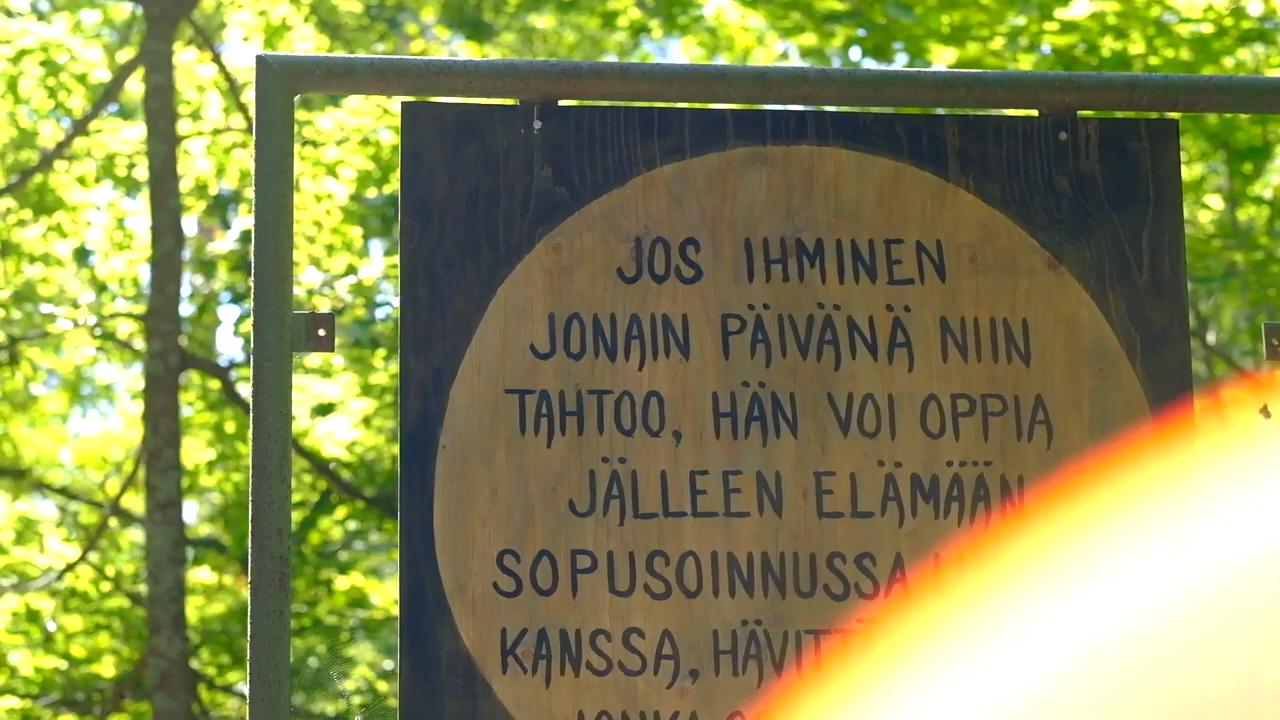 JOS IHMINEN
JONAIN PÄIVÄNÄ NIIN
TAHTOO, HÄN VOI OPPIA
JÄLLEEN ELÄMÄÄN
SOPUSOINNUSSA
KANSSA,